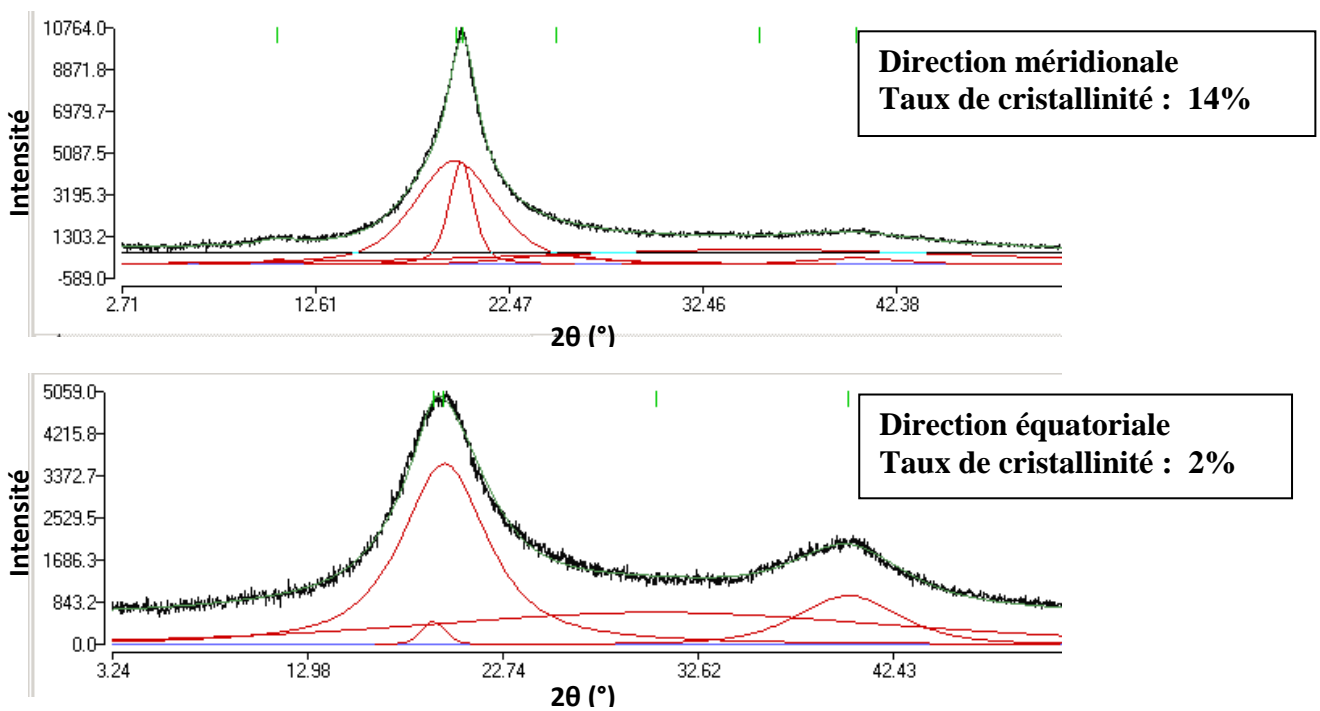 10764.0
8871.8
6979.7
5087.5
3195.3
1303.2
-589.0
Intensité
2.71 12.61 22.47 32.46 42.38
2θ (°)
Direction méridionale
Taux de cristallinité : 14%
5059.0
4215.8
3372.7
2529.5
1686.3
843.2
0.0
Intensité
3.24 12.98 22.74 32.62 42.43
2θ (°)
Direction équatoriale
Taux de cristallinité : 2%